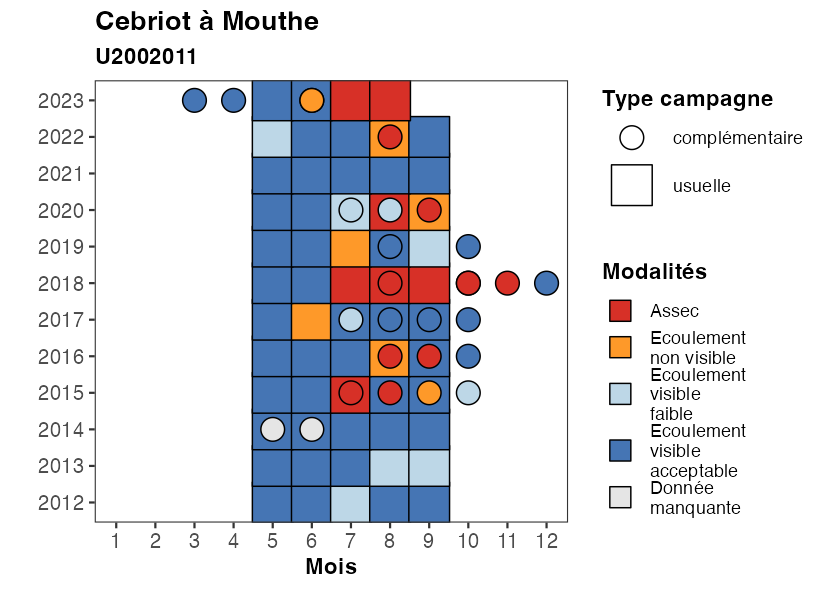 Cebriot à Mouthe
U2002011
2023
2022
2021
2020
2019
2018
2017
2016
2015
2014
2013
2012
1 2 3 4 5 6 7 8 9 10 11 12
Mois
Type campagne
complémentaire
usuelle
Modalités
Assec
Ecoulement
non visible
Ecoulement
visible
faible
Ecoulement
visible
acceptable
Donnée
manquante